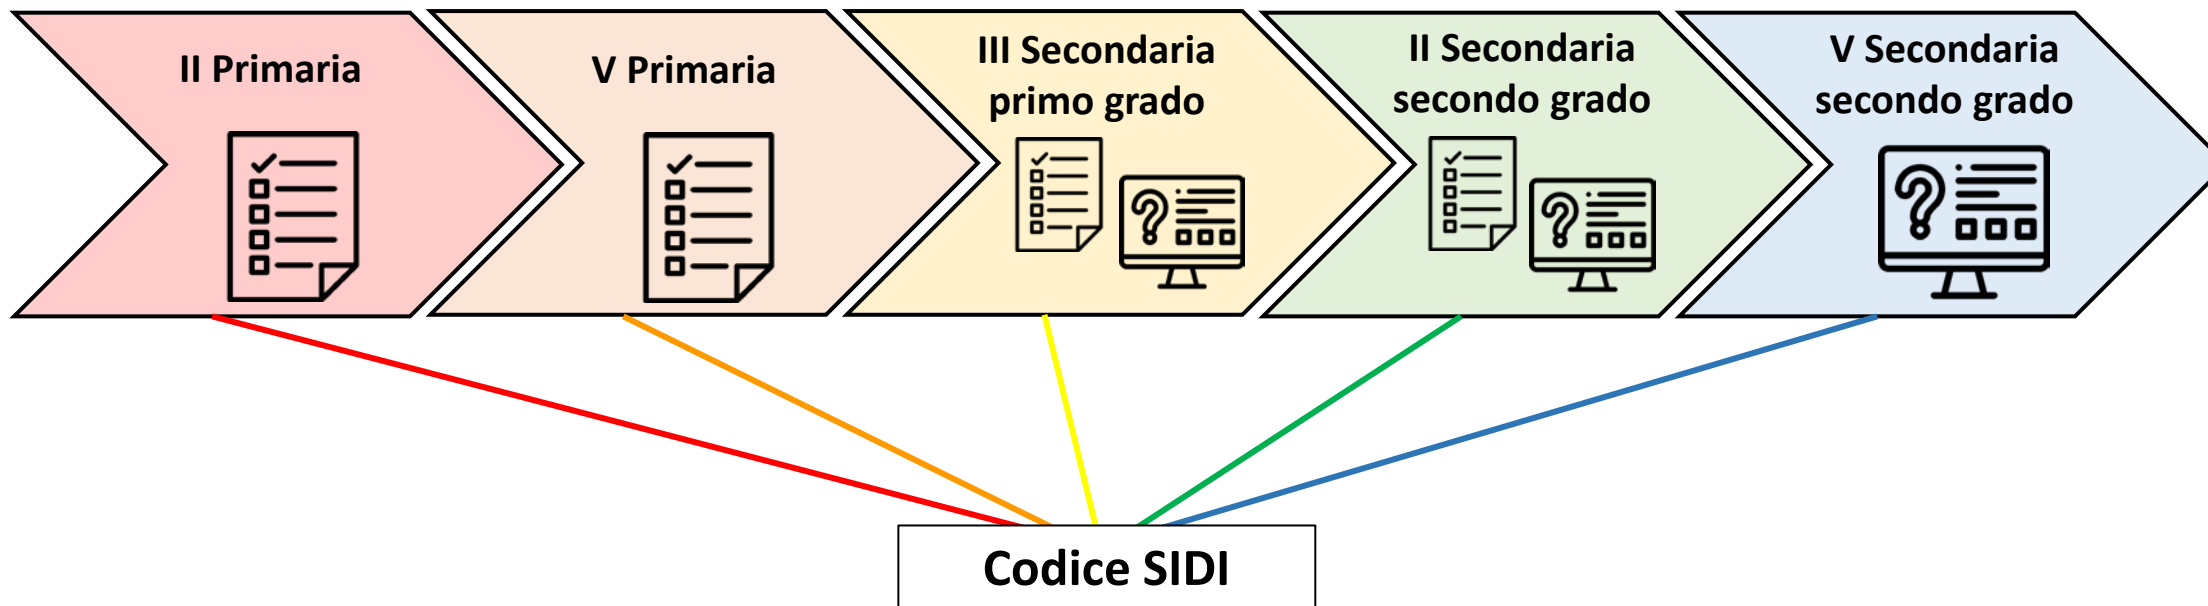 II Primaria
V Primaria
III Secondaria
primo grado
II Secondaria
secondo grado
V Secondaria
secondo grado
Codice SIDI